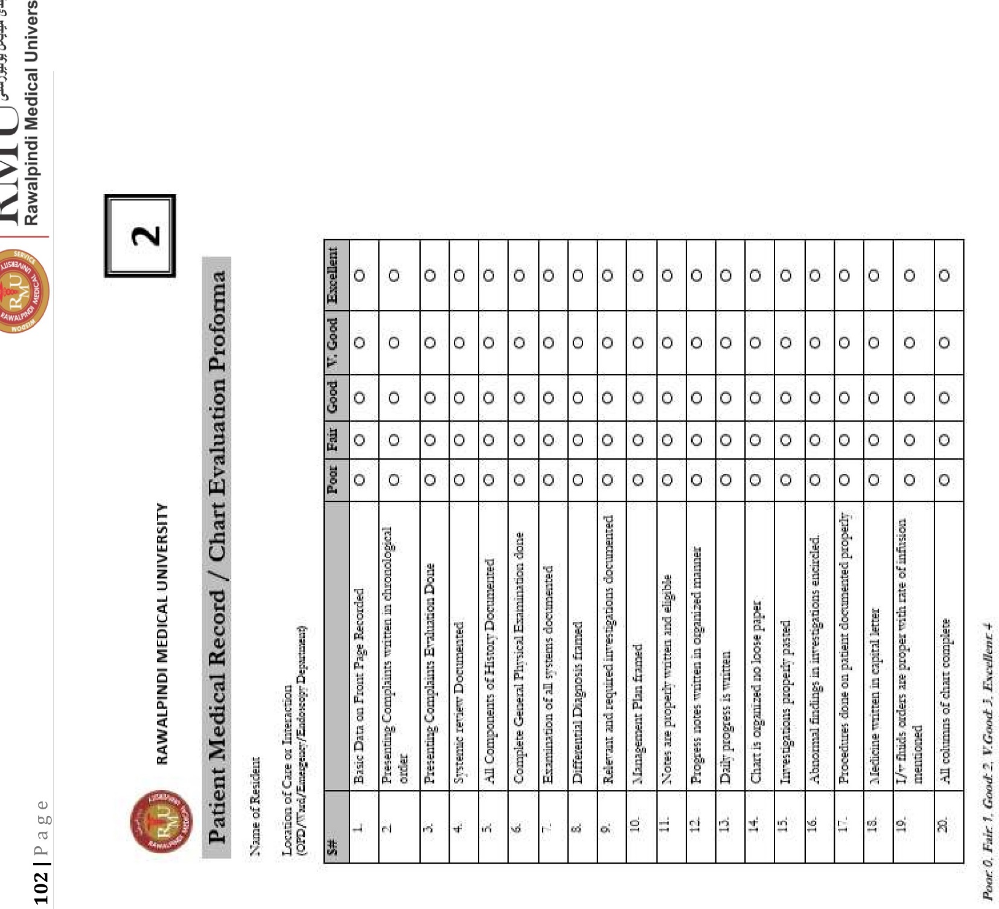 102 | P a g e
RMU
Rawalpindi Medical Univers
SERVICE
WISDOM
RAWALPINDI MEDICAL UNIVERSITY
RMU
2
RAWALPINDI MEDICAL UNIVERSITY
Patient Medical Record / Chart Evaluation Proforma
Name of Resident
Location of Care or Interaction
(OPD/Ward/Emergency/Endoscopy Department)
S# Poor Fair Good V. Good Excellent
1. Basic Data on Front Page Recorded O O O O O
2. Presenting Complaints written in chronological O O O O O
order
3. Presenting Complaints Evaluation Done O O O O O
4. Systemic review Documented O O O O O
5. All Components of History Documented O O O O O
6. Complete General Physical Examination done O O O O O
7. Examination of all systems documented O O O O O
8. Differential Diagnosis framed O O O O O
9. Relevant and required investigations documented O O O O O
10. Management Plan framed O O O O O
11. Notes are properly written and eligible O O O O O
12. Progress notes written in organized manner O O O O O
13. Daily progress is written O O O O O
14. Chart is organized no loose paper O O O O O
15. Investigations properly pasted O O O O O
16. Abnormal findings in investigations encircled. O O O O O
17. Procedures done on patient documented properly O O O O O
18. Medicine written in capital letter O O O O O
19. I/v fluids orders are proper with rate of infusion O O O O O
mentioned
20. All columns of chart complete O O O O O
Poor: 0, Fair: 1, Good: 2, V.Good: 3, Excellent: 4